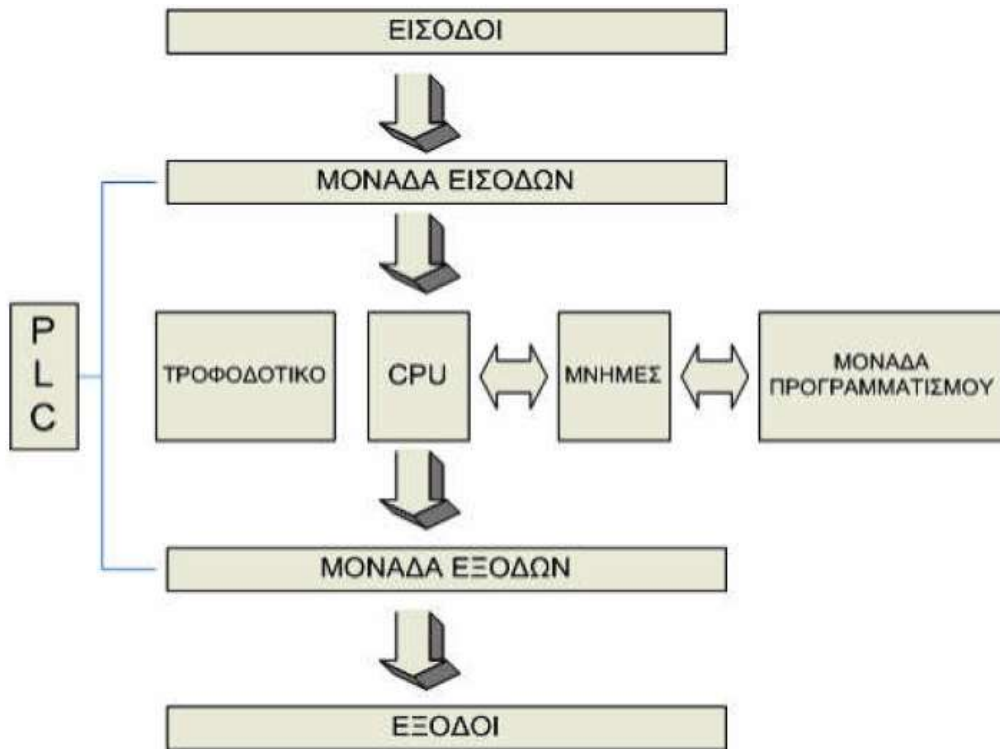 ΕΙΣΟΔΟΙ
ΜΟΝΑΔΑ ΕΙΣΟΔΩΝ
P
L
C
ΤΡΟΦΟΔΟΤΙΚΟ
CPU
ΜΝΗΜΕΣ
ΜΟΝΑΔΑ
ΠΡΟΓΡΑΜΜΑΤΙΣΜΟΥ
ΜΟΝΑΔΑ ΕΞΟΔΩΝ
ΕΞΟΔΟΙ